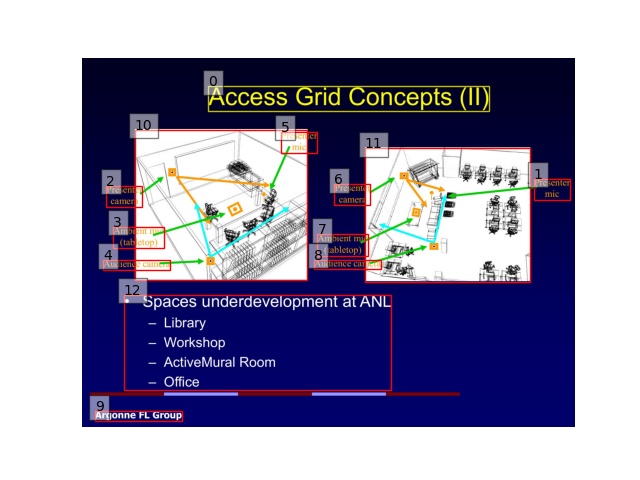 Access Grid Concepts (II)
Presenter
mic
Presenter
camera
Ambient mic
(tabletop)
Audience camera
Presenter
mic
Presenter
camera
Ambient mic
(tabletop)
Audience camera
• Spaces underdevelopment at ANL
– Library
– Workshop
– ActiveMural Room
– Office
Argonne FL Group
0
10
5
11
2
6
1
3
7
4
8
12
9